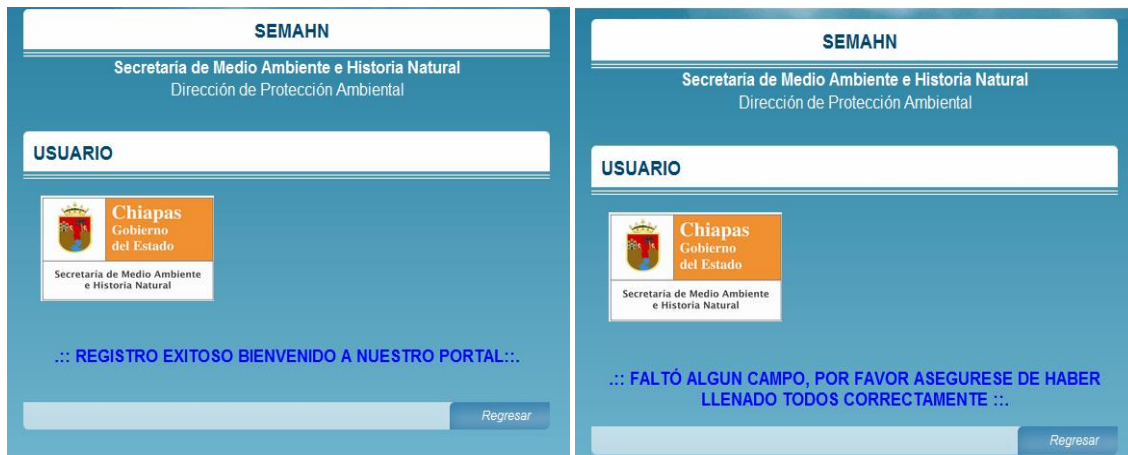 SEMAHN
Secretaría de Medio Ambiente e Historia Natural
Dirección de Protección Ambiental
USUARIO
Chiapas
Gobierno
del Estado
Secretaría de Medio Ambiente
e Historia Natural
.:: REGISTRO EXITOSO BIENVENIDO A NUESTRO PORTAL::.
Regresar
SEMAHN
Secretaría de Medio Ambiente e Historia Natural
Dirección de Protección Ambiental
USUARIO
Chiapas
Gobierno
del Estado
Secretaría de Medio Ambiente
e Historia Natural
.:: FALTÓ ALGUN CAMPO, POR FAVOR ASEGURESE DE HABER
LLENADO TODOS CORRECTAMENTE ::.
Regresar